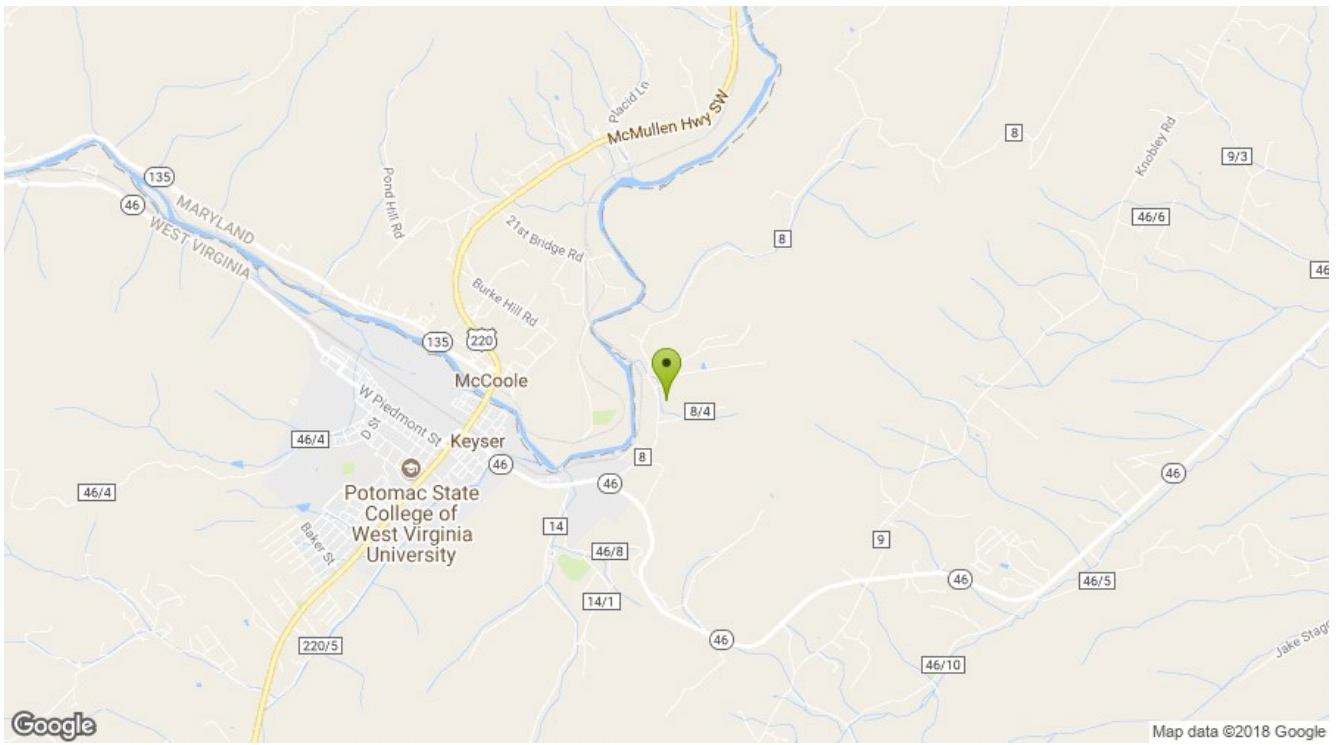 8
Placid Ln
McMullen Hwy SW
Knobley Rd
9/3
135
46
MARYLAND
WEST VIRGINIA
Pond Hill Rd
46/6
21st Bridge Rd
8
46
Burke Hill Rd
135
220
McCoole
8/4
W Piedmont St
D St
46/4
Keyser
46
8
46
46
46/4
Potomac State
College of
West Virginia
University
Baker St
14
9
46/8
46
46/5
14/1
220/5
46
46/10
Jake Stagg
Google
Map data ©2018 Google